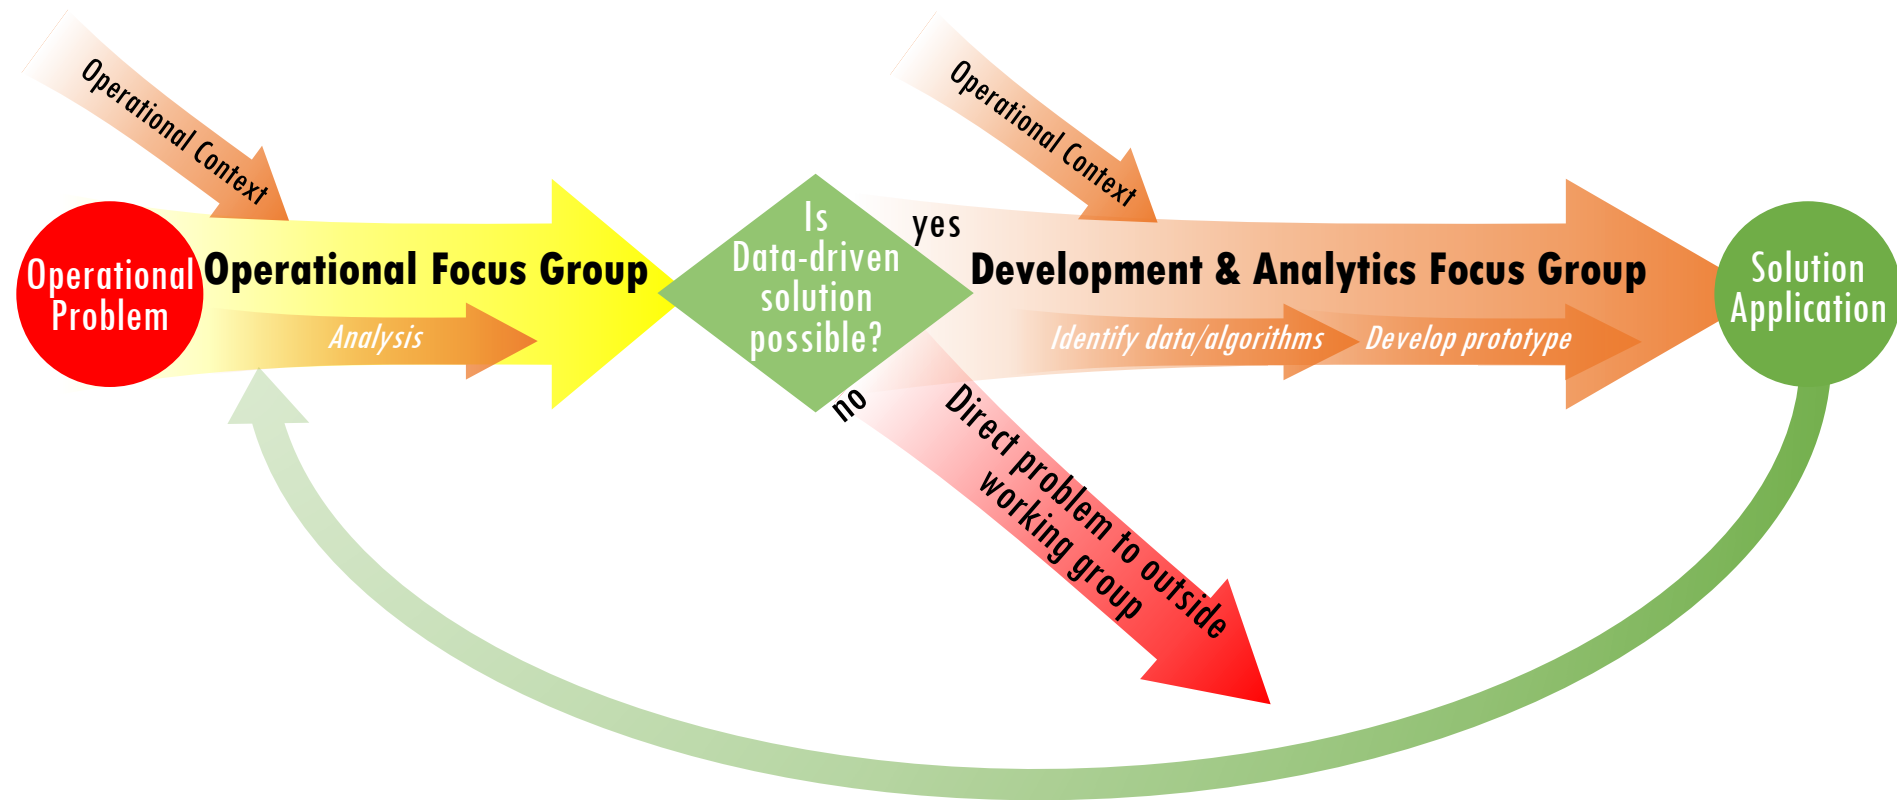 Operational Context
Operational
Problem
Operational Focus Group
Analysis
Is
Data-driven
solution
possible?
yes
no
Operational Context
Development & Analytics Focus Group
Identify data/algorithms
Develop prototype
Direct problem to outside
working group
Solution
Application